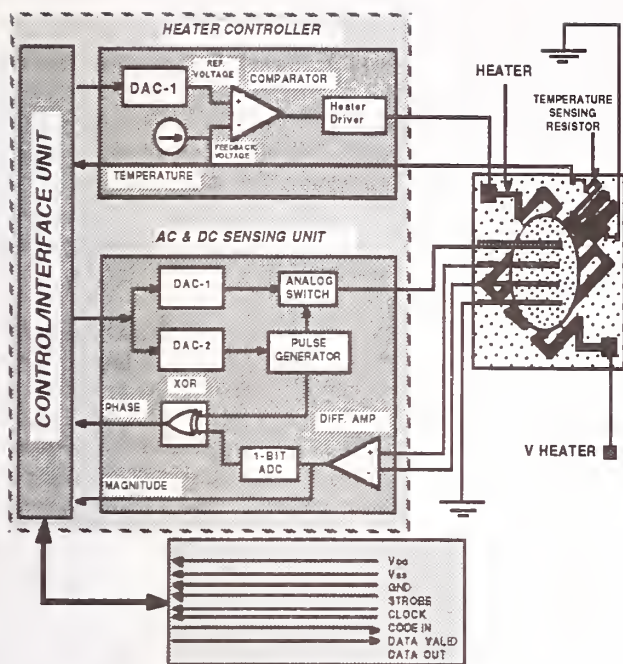 HEATER CONTROLLER
REF.
VOLTAGE
COMPARATOR
DAC-1
+
-
Heater
Driver
FEEDBACK
VOLTAGE
TEMPERATURE
HEATER
TEMPERATURE
SENSING
RESISTOR
CONTROL/INTERFACE UNIT
AC & DC SENSING UNIT
DAC-1
ANALOG
SWITCH
DAC-2
PULSE
GENERATOR
XOR
PHASE
DIFF. AMP
1-BIT
ADC
+
-
MAGNITUDE
V HEATER
VDD
VSS
GND
STROBE
CLOCK
CODE IN
DATA VALID
DATA OUT